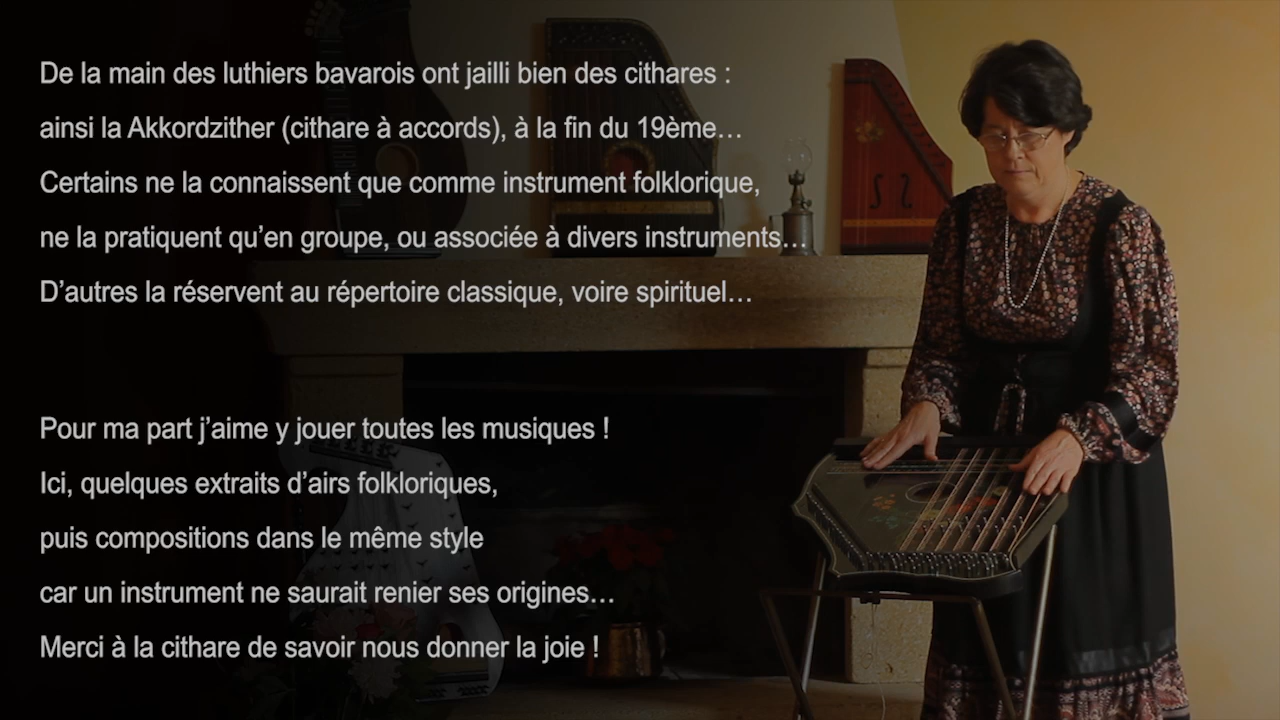 De la main des luthiers bavarois ont jailli bien des cithares :
ainsi la Akkordzither (cithare à accords), à la fin du 19ème…
Certains ne la connaissent que comme instrument folklorique,
ne la pratiquent qu’en groupe, ou associée à divers instruments…
D’autres la réservent au répertoire classique, voire spirituel…
Pour ma part j’aime y jouer toutes les musiques !
Ici, quelques extraits d’airs folkloriques,
puis compositions dans le même style
car un instrument ne saurait renier ses origines…
Merci à la cithare de savoir nous donner la joie !